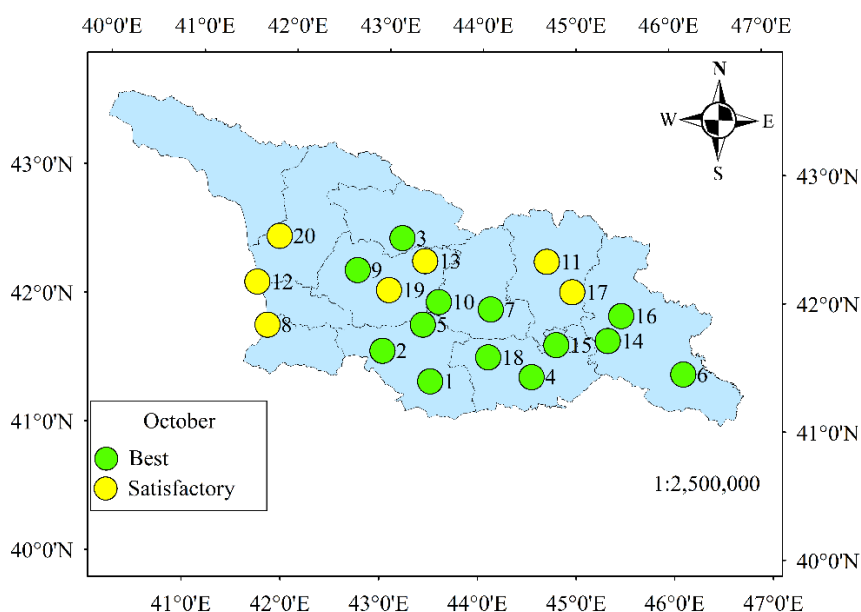 40°0'E 41°0'E 42°0'E 43°0'E 44°0'E 45°0'E 46°0'E 47°0'E
N
W E
S
43°0'N 43°0'N
20 3
13 11
9
12 19 17
10 7 16
8 5
15 14
2 18
1 4 6
42°0'N 42°0'N
41°0'N 41°0'N
October
Best
Satisfactory
1:2,500,000
40°0'N 40°0'N
41°0'E 42°0'E 43°0'E 44°0'E 45°0'E 46°0'E 47°0'E